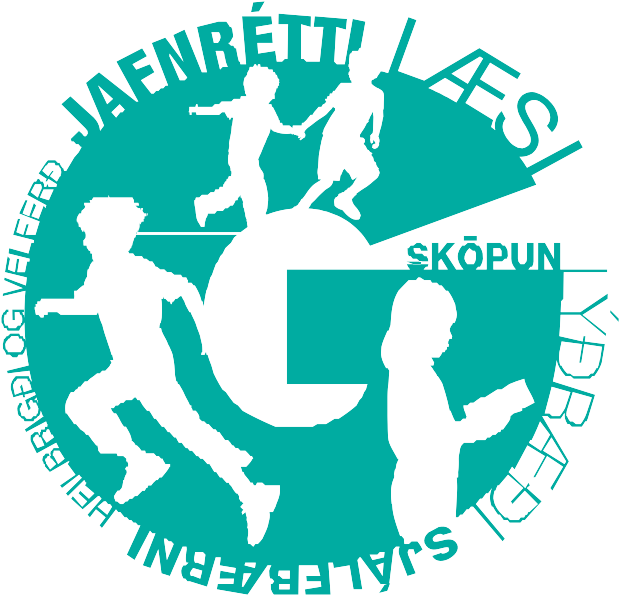 JAFNRÉTTI
LÆSI
SKÖPUN
LÝÐRÆÐI
SJÁLFBÆRNI
HEILBRIGÐI OG VELFERÐ